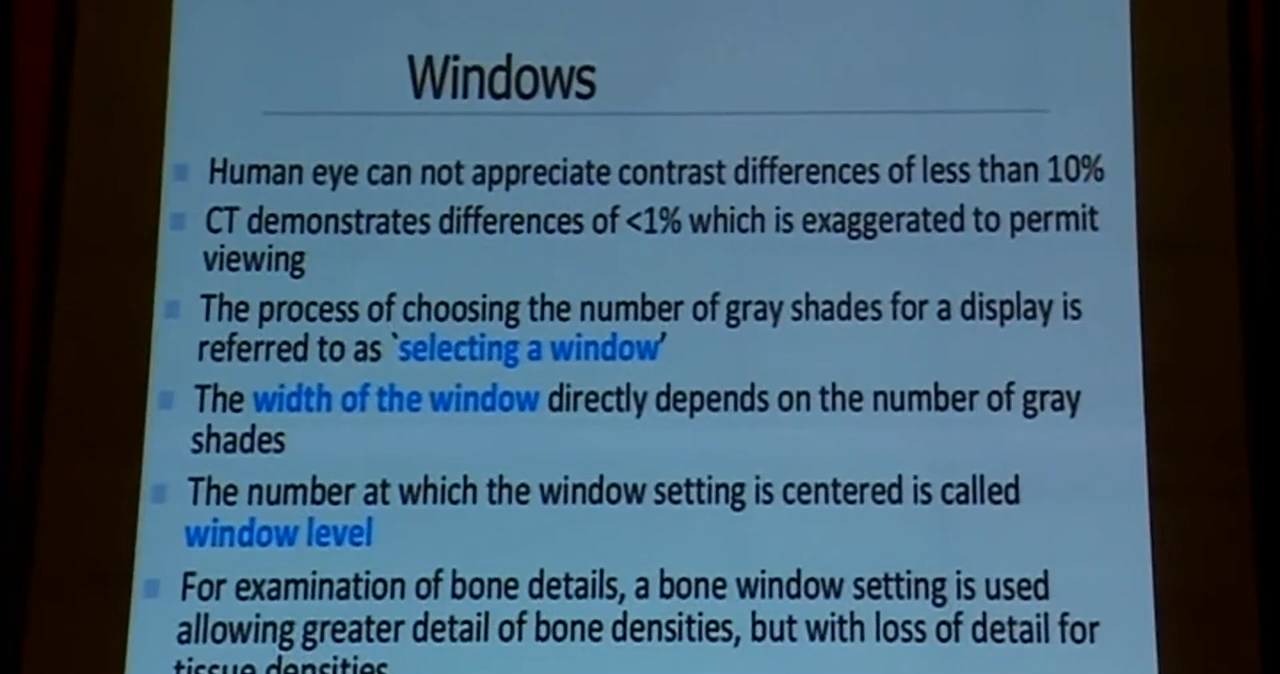 Windows
Human eye can not appreciate contrast differences of less than 10%
CT demonstrates differences of <1% which is exaggerated to permit
viewing
The process of choosing the number of gray shades for a display is
referred to as `selecting a window'
The width of the window directly depends on the number of gray
shades
The number at which the window setting is centered is called
window level
For examination of bone details, a bone window setting is used
allowing greater detail of bone densities, but with loss of detail for
tissue densities